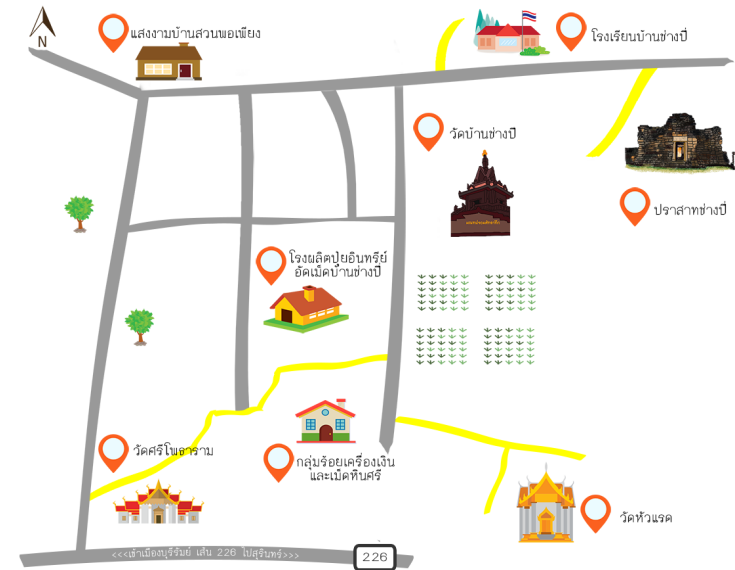 N
แสงงามบ้านสวนพอเพียง
โรงเรียนบ้านช่างปี่
วัดบ้านช่างปี่
ปราสาทช่างปี่
โรงผลิตปุ๋ยอินทรีย์
อัดเม็ดบ้านช่างปี่
วัดศรีโพธาราม
กลุ่มร้อยเครื่องเงิน
และเม็ดหินศรี
วัดหัวแรด
<<<เข้าเมืองบุรีรัมย์ เส้น 226 ไปสุรินทร์>>>
226